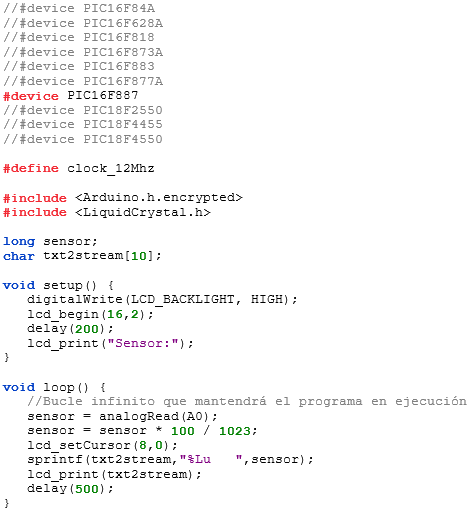 //#device PIC16F84A
//#device PIC16F628A
//#device PIC16F818
//#device PIC16F873A
//#device PIC16F883
//#device PIC16F877A
#device PIC16F887
//#device PIC18F2550
//#device PIC18F4455
//#device PIC18F4550

#define clock_12Mhz

#include <Arduino.h.encrypted>
#include <LiquidCrystal.h>

long sensor;
char txt2stream[10];

void setup() {
   digitalWrite(LCD_BACKLIGHT, HIGH);
   lcd_begin(16,2);
   delay(200);
   lcd_print("Sensor:");
}

void loop() {
   //Bucle infinito que mantendrá el programa en ejecución
   sensor = analogRead(A0);
   sensor = sensor * 100 / 1023;
   lcd_setCursor(8,0);
   sprintf(txt2stream,"%Lu   ",sensor);
   lcd_print(txt2stream);
   delay(500);
}